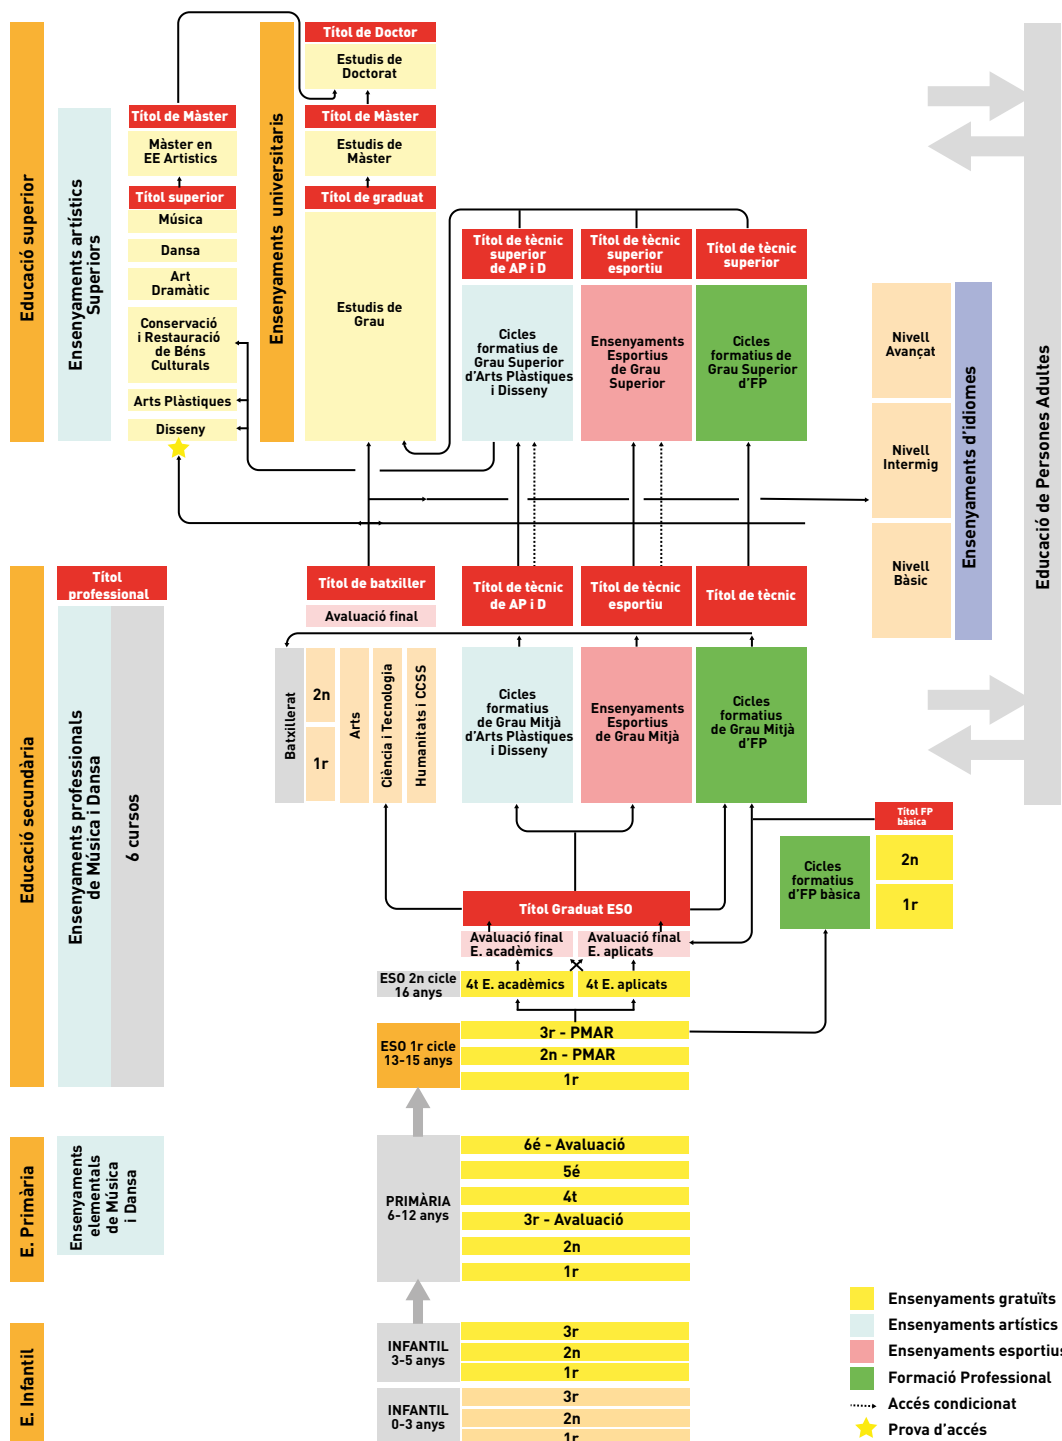 Educació superior
Ensenyaments artístics
Superiors
Títol de Màster
Màster en
EE Artistics
Títol superior
Música
Dansa
Art
Dramàtic
Conservació
i Restauració
de Béns
Culturals
Arts Plàstiques
Disseny
Ensenyaments universitaris
Títol de Doctor
Estudis de
Doctorat
Títol de Màster
Estudis de
Màster
Títol de graduat
Estudis de
Grau
Títol de tècnic
superior
de AP i D
Cicles
formatius de
Grau Superior
d'Arts Plàstiques
i Disseny
Títol de tècnic
superior
esportiu
Ensenyaments
Esportius
de Grau
Superior
Títol de tècnic
superior
Cicles
formatius de
Grau Superior
d'FP
Nivell
Avançat
Nivell
Intermig
Nivell
Bàsic
Ensenyaments d'idiomes
Educació de Persones Adultes
Educació secundària
Títol
professional
Ensenyaments professionals
de Música i Dansa
6 cursos
Títol de batxiller
Avaluació final
Batxillerat
2n
1r
Arts
Ciència i Tecnologia
Humanitats i CCSS
Títol de tècnic
de AP i D
Cicles
formatius
de Grau Mitjà
d'Arts Plàstiques
i Disseny
Títol de tècnic
esportiu
Ensenyaments
Esportius
de Grau Mitjà
Títol de tècnic
Cicles
formatius
de Grau Mitjà
d'FP
Títol FP
bàsica
Cicles
formatius
d'FP bàsica
2n
1r
Títol Graduat ESO
Avaluació final
E. acadèmics
Avaluació final
E. aplicats
ESO 2n cicle
16 anys
4t E. acadèmics
4t E. aplicats
ESO 1r cicle
13-15 anys
3r - PMAR
2n - PMAR
1r
E. Primària
Ensenyaments
elementals
de Música
i Dansa
PRIMÀRIA
6-12 anys
6é - Avaluació
5é
4t
3r - Avaluació
2n
1r
E. Infantil
INFANTIL
3-5 anys
3r
2n
1r
INFANTIL
0-3 anys
3r
2n
1r
Ensenyaments gratuïts
Ensenyaments artístics
Ensenyaments esportius
Formació Professional
Accés condicionat
Prova d'accés